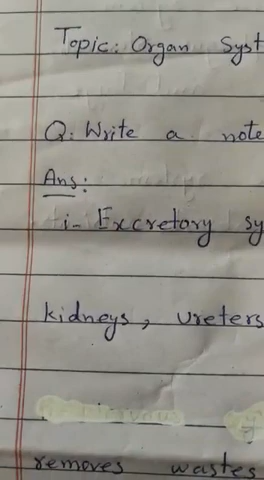 Topic: Organ Syst
Q: Write a note
Ans:
i- Excretory sy
kidneys, ureters
removes wastes